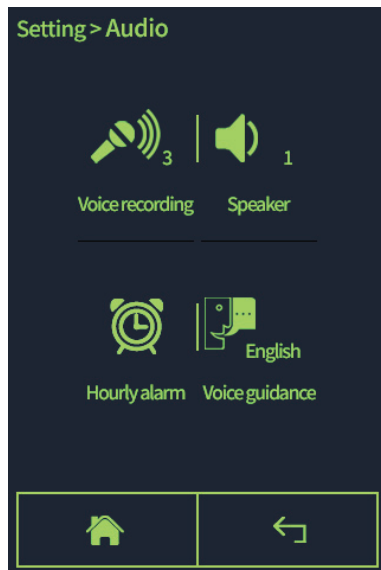 Setting > Audio
3
1
Voice recording
Speaker
English
Hourly alarm
Voice guidance